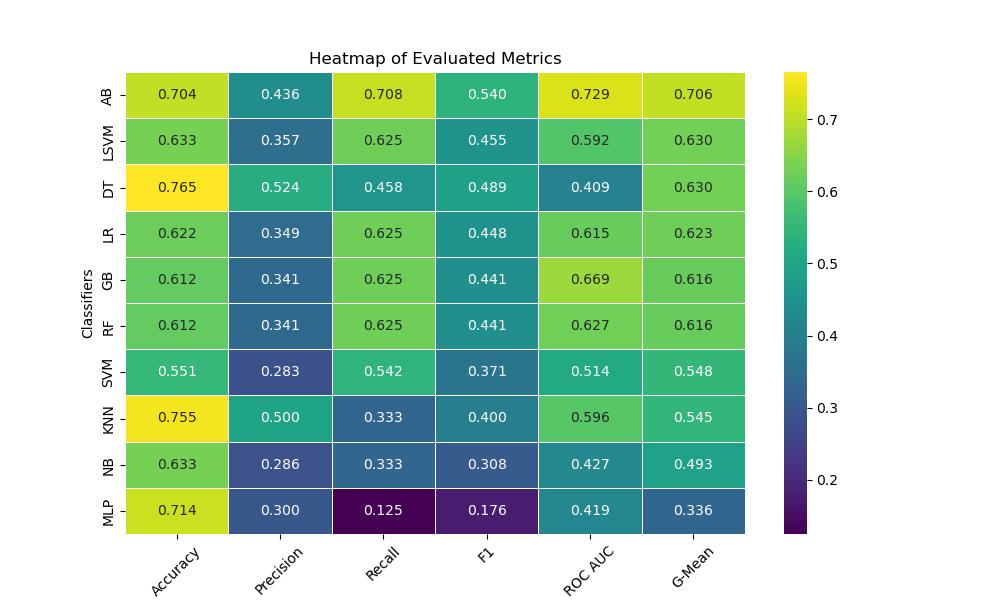 Heatmap of Evaluated Metrics
Classifiers
AB 0.704 0.436 0.708 0.540 0.729 0.706
LSVM 0.633 0.357 0.625 0.455 0.592 0.630
DT 0.765 0.524 0.458 0.489 0.409 0.630
LR 0.622 0.349 0.625 0.448 0.615 0.623
GB 0.612 0.341 0.625 0.441 0.669 0.616
RF 0.612 0.341 0.625 0.441 0.627 0.616
SVM 0.551 0.283 0.542 0.371 0.514 0.548
KNN 0.755 0.500 0.333 0.400 0.596 0.545
NB 0.633 0.286 0.333 0.308 0.427 0.493
MLP 0.714 0.300 0.125 0.176 0.419 0.336
Accuracy Precision Recall F1 ROC AUC G-Mean
0.7
0.6
0.5
0.4
0.3
0.2